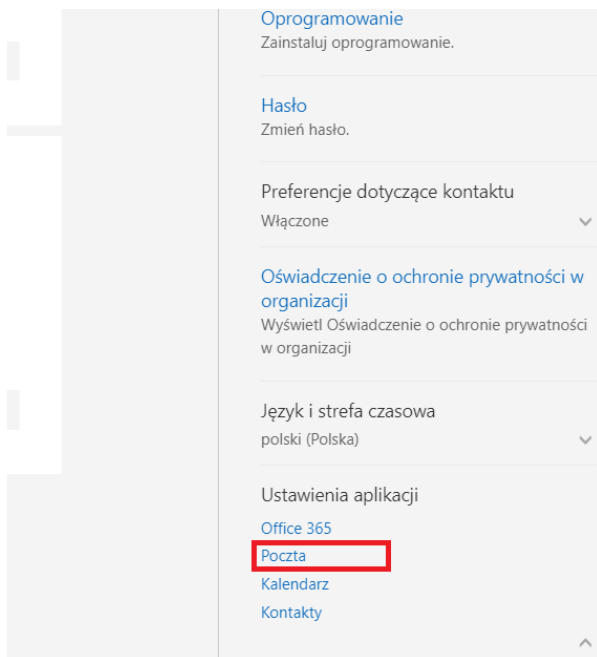 Oprogramowanie
Zainstaluj oprogramowanie.
Hasło
Zmień hasło.
Preferencje dotyczące kontaktu
Włączone
Oświadczenie o ochronie prywatności w
organizacji
Wyświetl Oświadczenie o ochronie prywatności
w organizacji
Język i strefa czasowa
polski (Polska)
Ustawienia aplikacji
Office 365
Poczta
Kalendarz
Kontakty